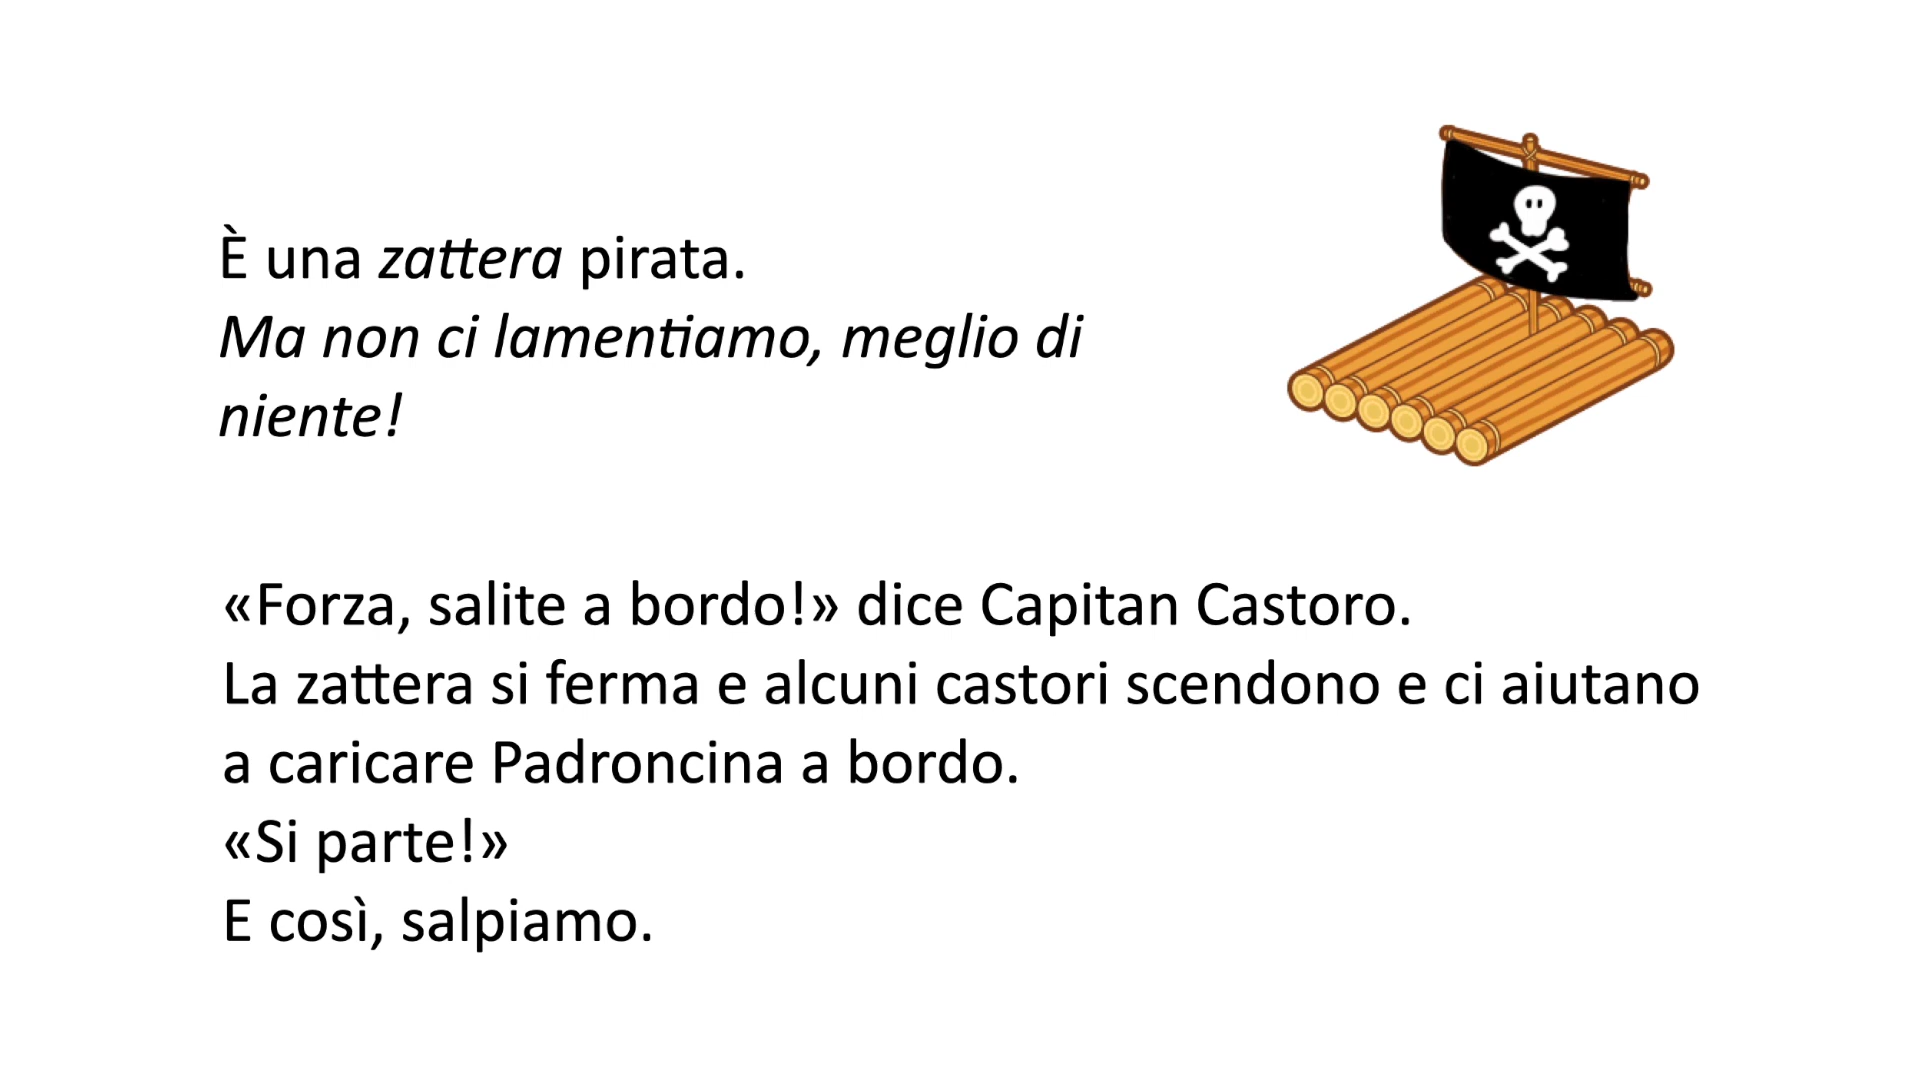 È una zattera pirata.
Ma non ci lamentiamo, meglio di
niente!
«Forza, salite a bordo!» dice Capitan Castoro.
La zattera si ferma e alcuni castori scendono e ci aiutano
a caricare Padroncina a bordo.
«Si parte!»
E così, salpiamo.